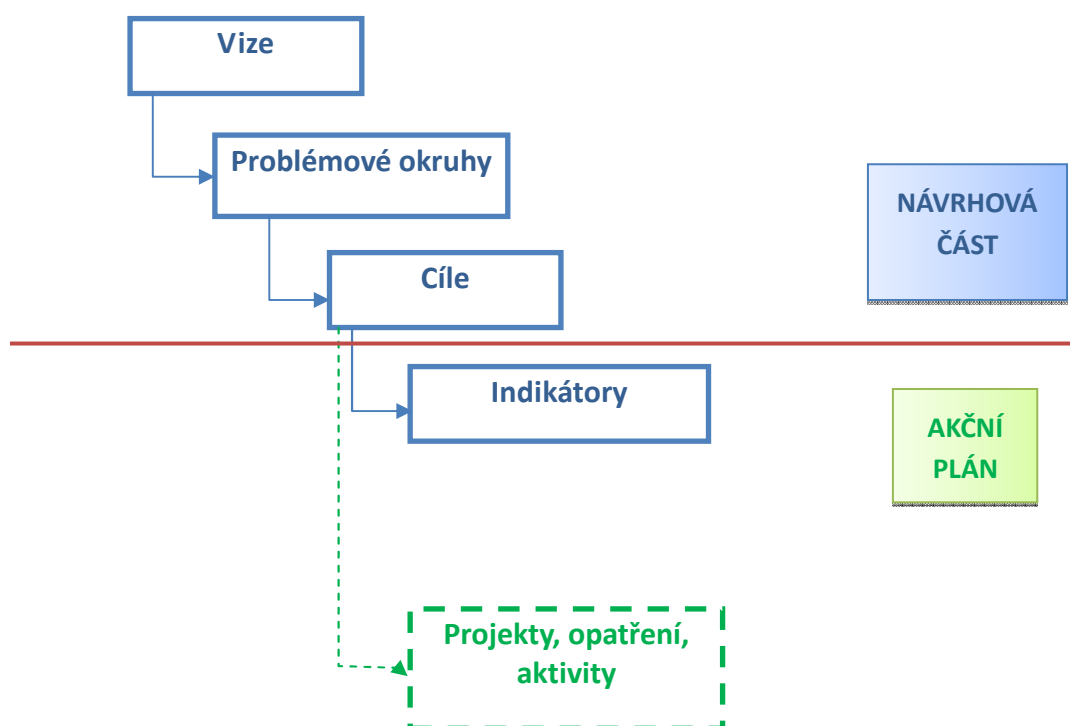 Vize
Problémové okruhy
NÁVRHOVÁ
ČÁST
Cíle
Indikátory
AKČNÍ
PLÁN
Projekty, opatření,
aktivity